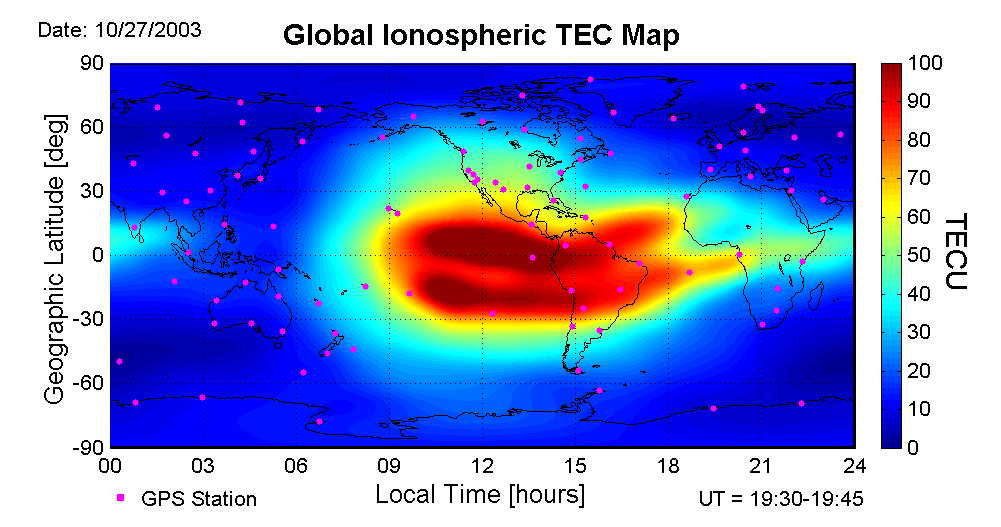 Date: 10/27/2003
Global Ionospheric TEC Map
90
60
30
0
-30
-60
-90
Geographic Latitude [deg]
00 03 06 09 12 15 18 21 24
Local Time [hours]
100
90
80
70
60
50
40
30
20
10
0
TECU
GPS Station
UT = 19:30-19:45